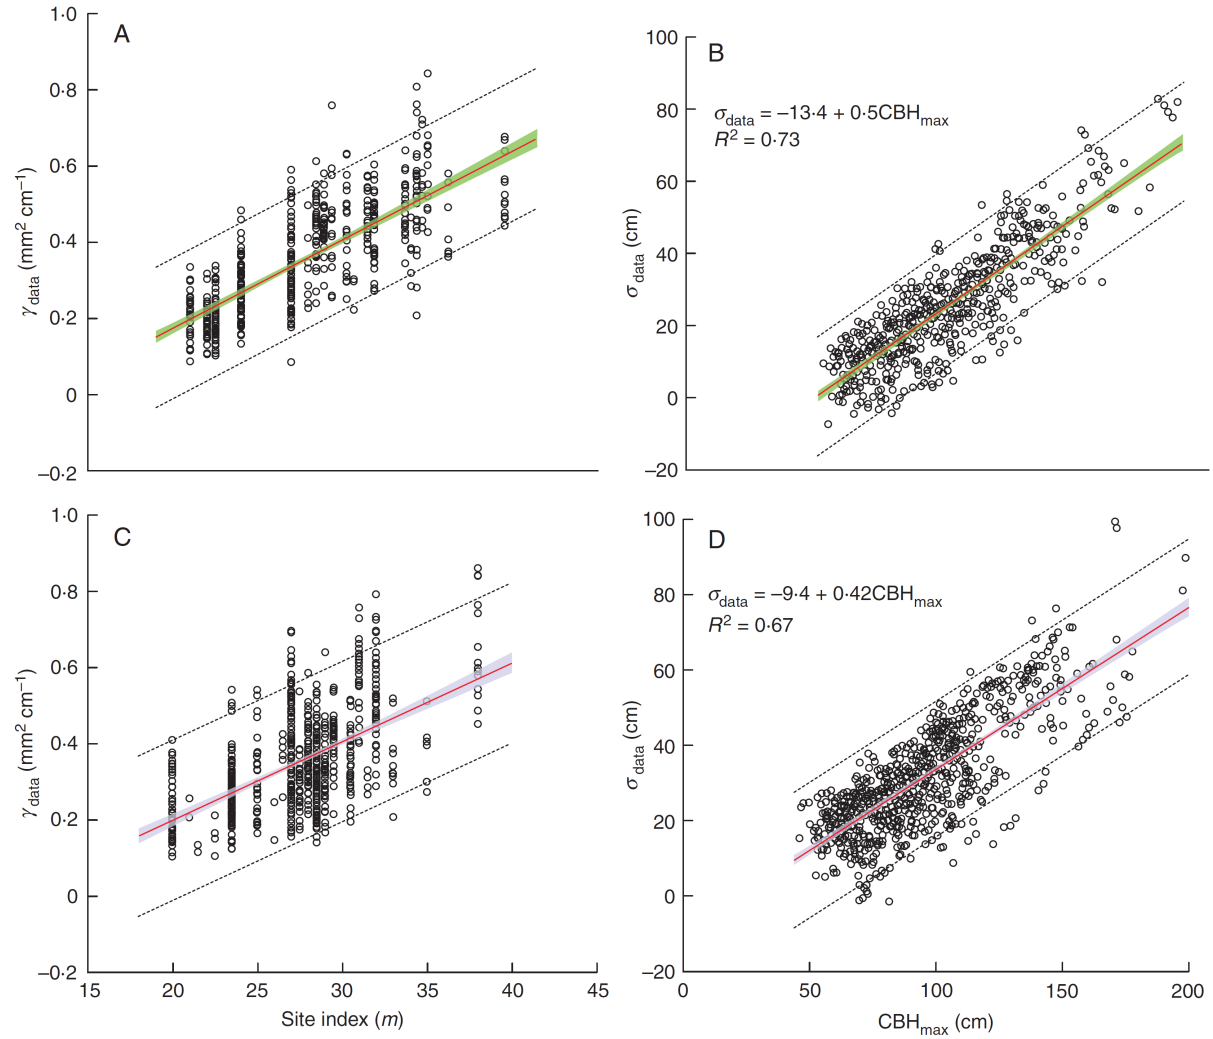 A
1·0
0·8
0·6
0·4
0·2
0
–0·2
γdata (mm² cm⁻¹)
B
σdata = –13·4 + 0·5CBHmax
R² = 0·73
100
80
60
40
20
0
–20
σdata (cm)
C
1·0
0·8
0·6
0·4
0·2
0
–0·2
γdata (mm² cm⁻¹)
15 20 25 30 35 40 45
Site index (m)
D
σdata = –9·4 + 0·42CBHmax
R² = 0·67
100
80
60
40
20
0
–20
σdata (cm)
0 50 100 150 200
CBHmax (cm)